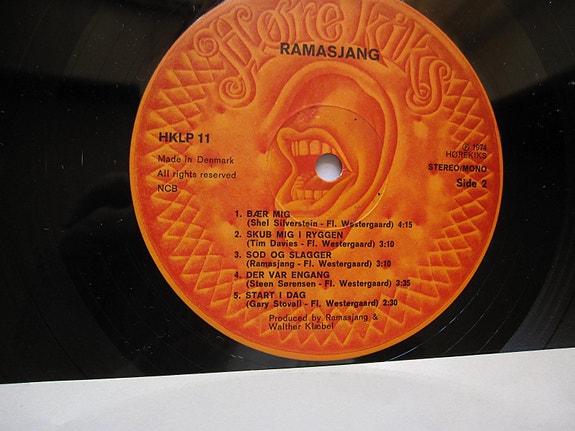 Hørekiks
RAMASJANG
HKLP 11
Made in Denmark
All rights reserved
NCB
℗ 1974
HØREKIKS
STEREO/MONO
Side 2
1. BÆR MIG
(Shel Silverstein - Fl. Westergaard) 4:15
2. SKUB MIG I RYGGEN
(Tim Davies - Fl. Westergaard) 3:10
3. SOD OG SLAGGER
(Ramasjang - Fl. Westergaard) 3:10
4. DER VAR ENGANG
(Steen Sørensen - Fl. Westergaard) 3:35
5. START I DAG
(Gary Stovall - Fl. Westergaard) 2:30
Produced by Ramasjang &
Walther Klæbel